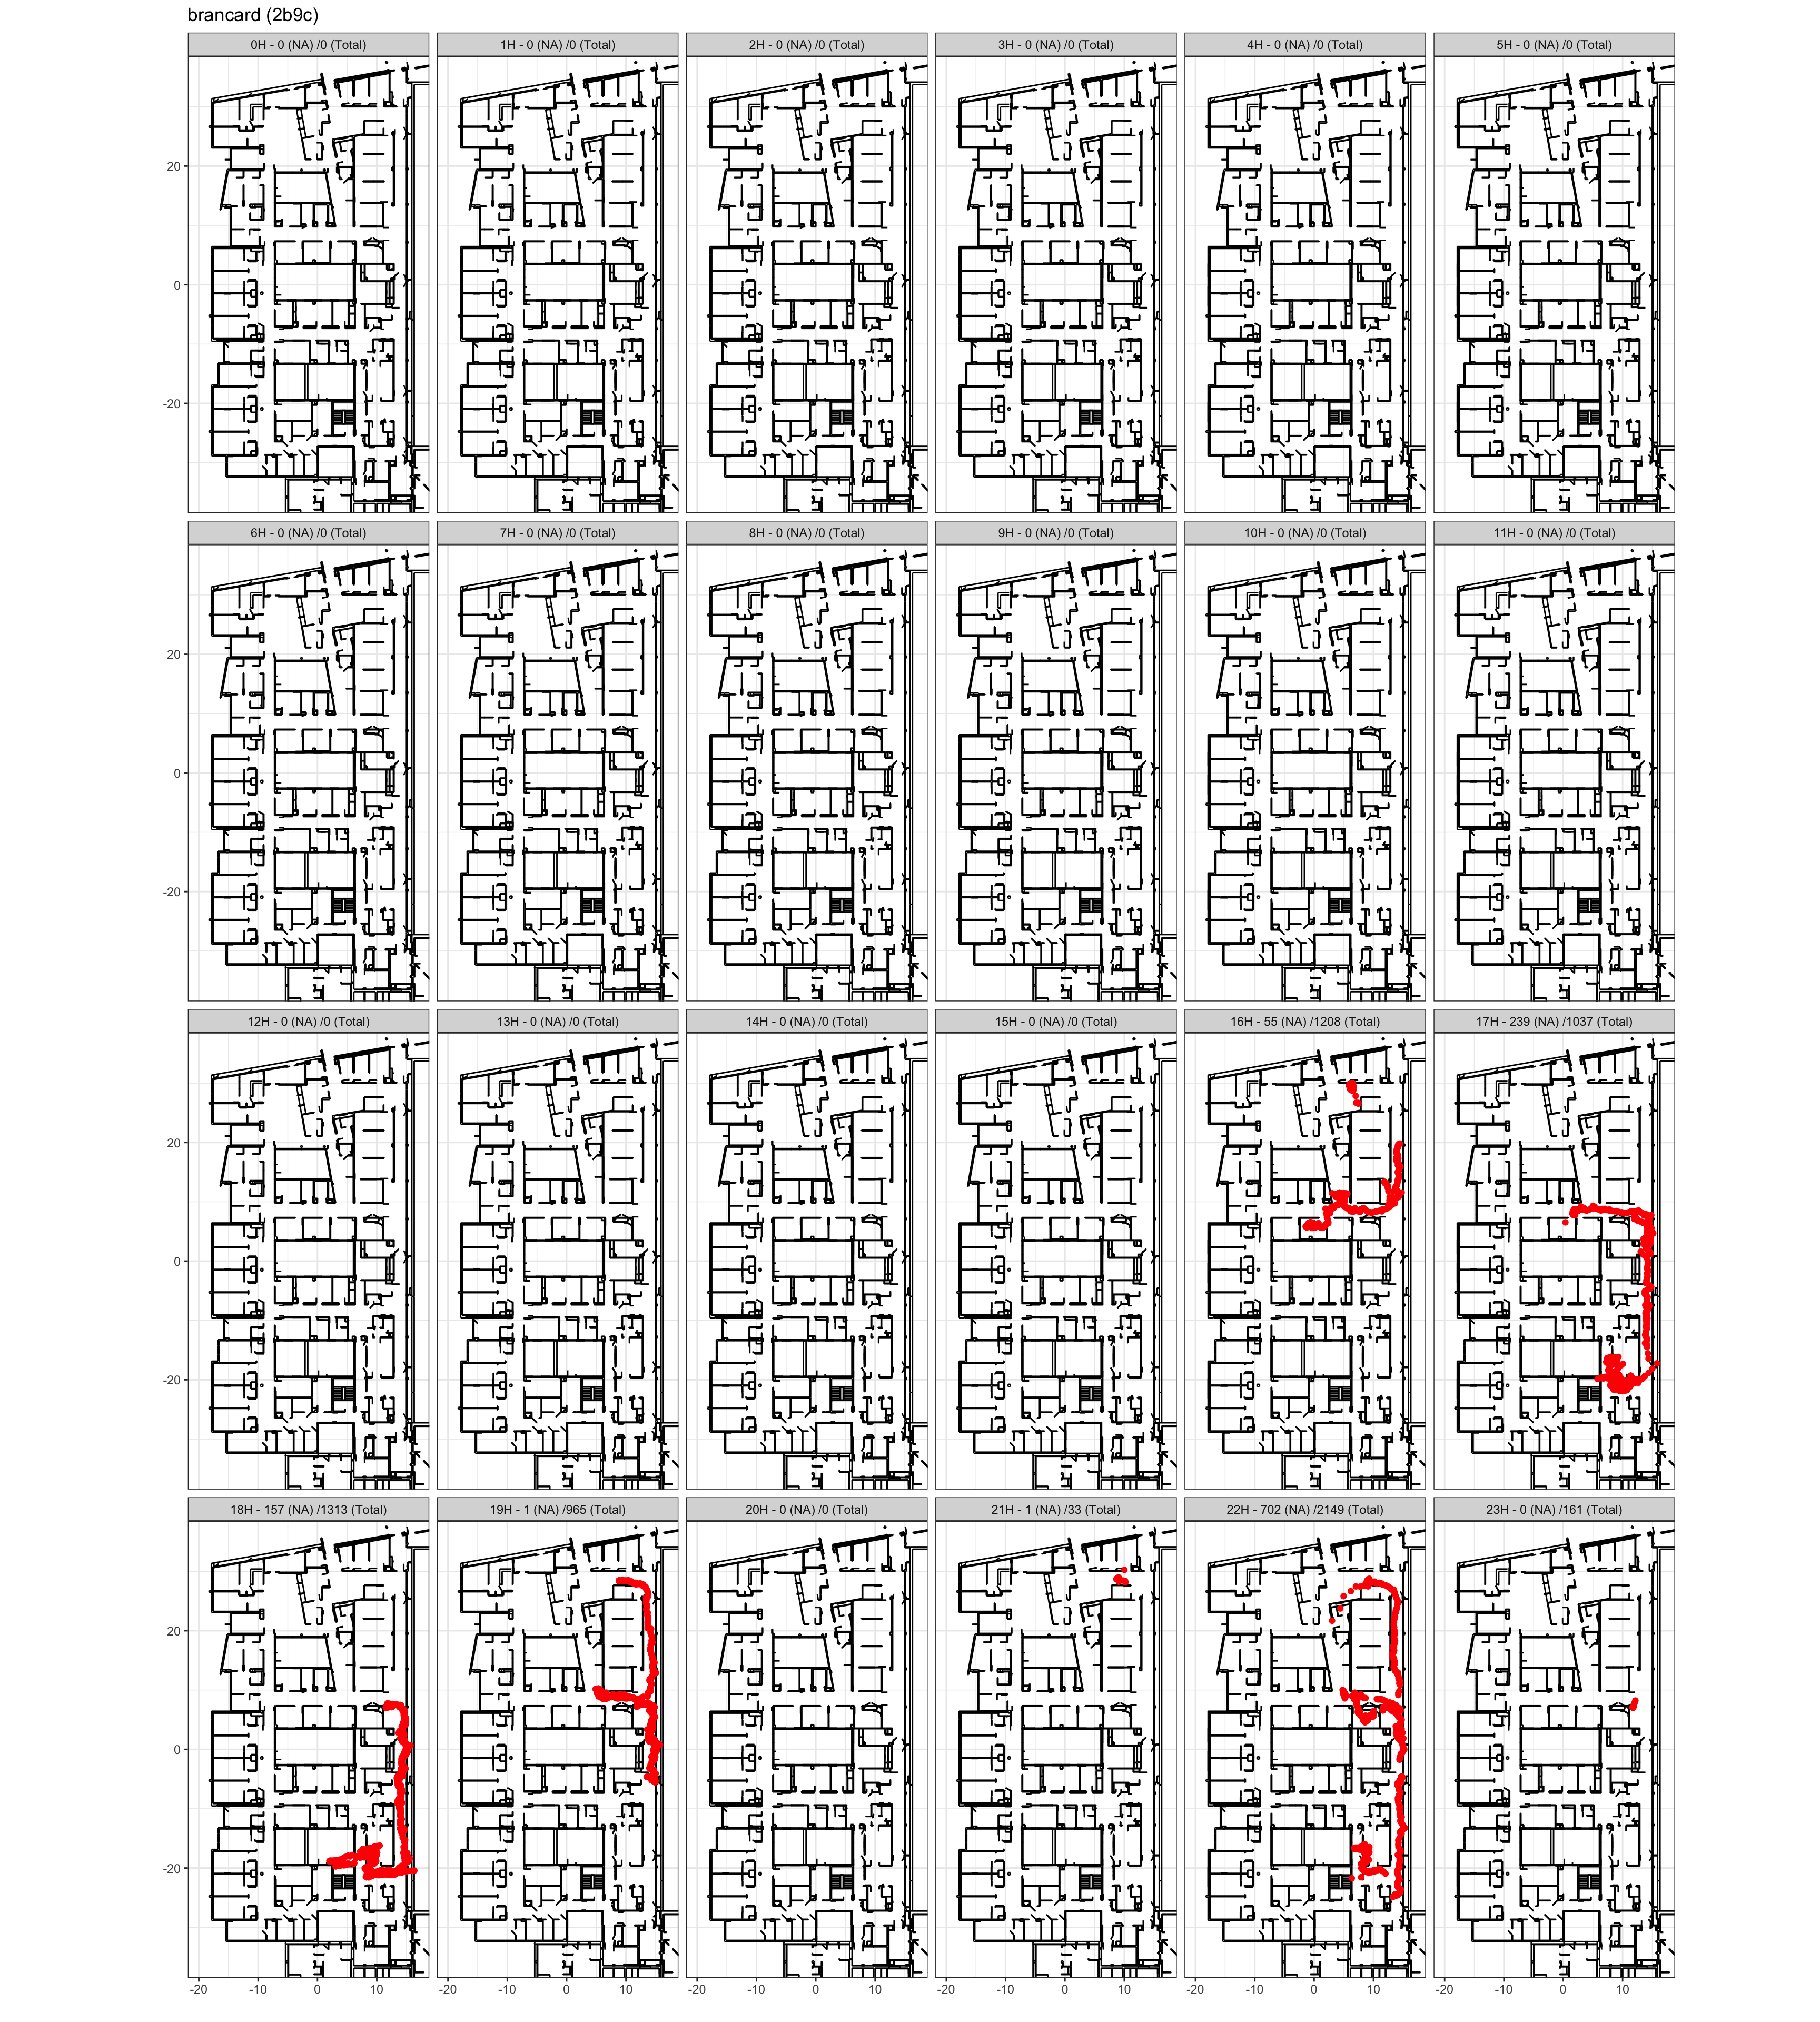 brancard (2b9c)
0H - 0 (NA) /0 (Total) 1H - 0 (NA) /0 (Total) 2H - 0 (NA) /0 (Total) 3H - 0 (NA) /0 (Total) 4H - 0 (NA) /0 (Total) 5H - 0 (NA) /0 (Total)
20
0
-20
6H - 0 (NA) /0 (Total) 7H - 0 (NA) /0 (Total) 8H - 0 (NA) /0 (Total) 9H - 0 (NA) /0 (Total) 10H - 0 (NA) /0 (Total) 11H - 0 (NA) /0 (Total)
20
0
-20
12H - 0 (NA) /0 (Total) 13H - 0 (NA) /0 (Total) 14H - 0 (NA) /0 (Total) 15H - 0 (NA) /0 (Total) 16H - 55 (NA) /1208 (Total) 17H - 239 (NA) /1037 (Total)
20
0
-20
18H - 157 (NA) /1313 (Total) 19H - 1 (NA) /965 (Total) 20H - 0 (NA) /0 (Total) 21H - 1 (NA) /33 (Total) 22H - 702 (NA) /2149 (Total) 23H - 0 (NA) /161 (Total)
20
0
-20
-20 -10 0 10 -20 -10 0 10 -20 -10 0 10 -20 -10 0 10 -20 -10 0 10 -20 -10 0 10